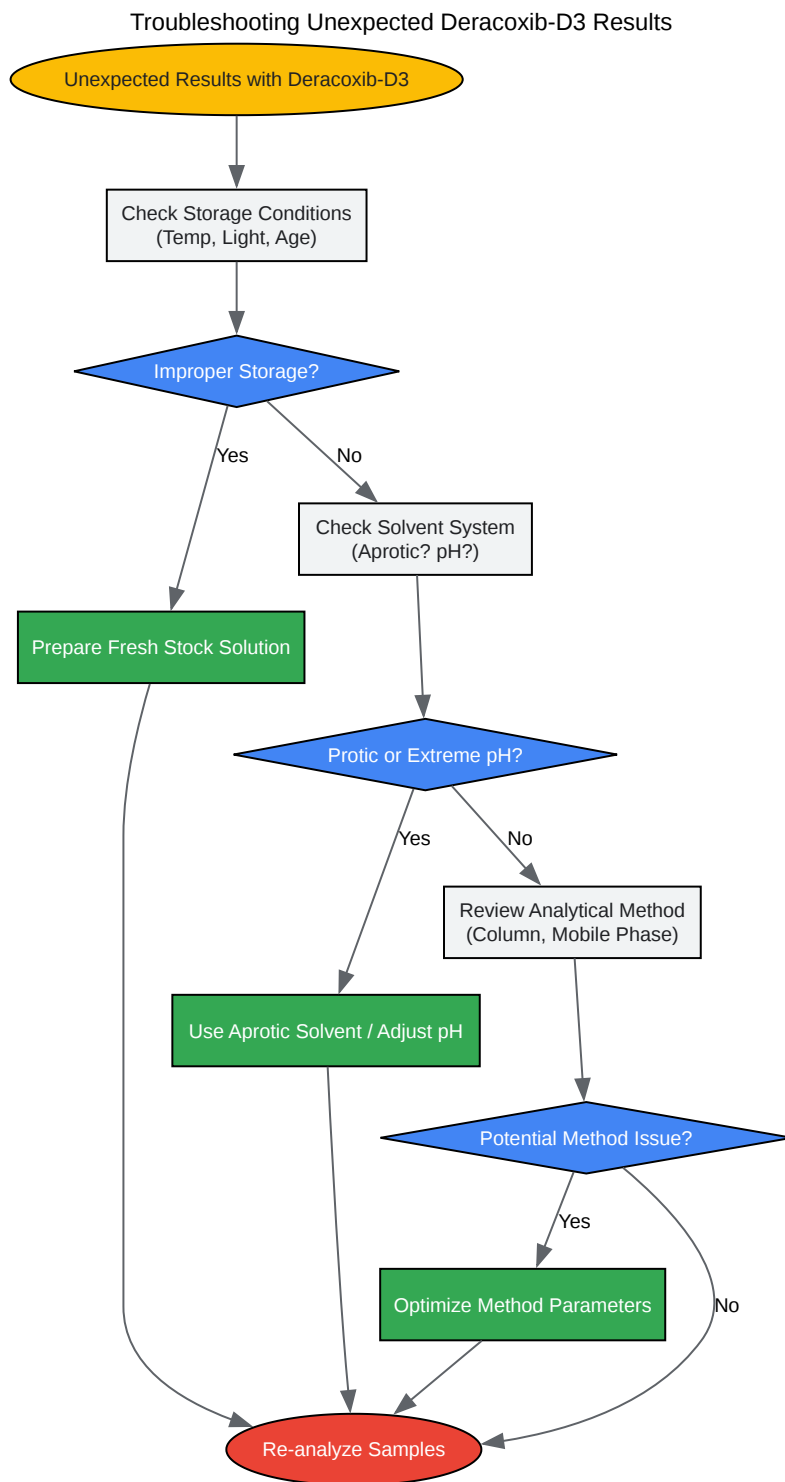 Troubleshooting Unexpected Deracoxib-D3 Results
Unexpected Results with Deracoxib-D3
Check Storage Conditions
(Temp, Light, Age)
Improper Storage?
Yes
No
Check Solvent System
(Aprotic? pH?)
Prepare Fresh Stock Solution
Protic or Extreme pH?
Yes
No
Review Analytical Method
(Column, Mobile Phase)
Use Aprotic Solvent / Adjust pH
Potential Method Issue?
Yes
No
Optimize Method Parameters
Re-analyze Samples